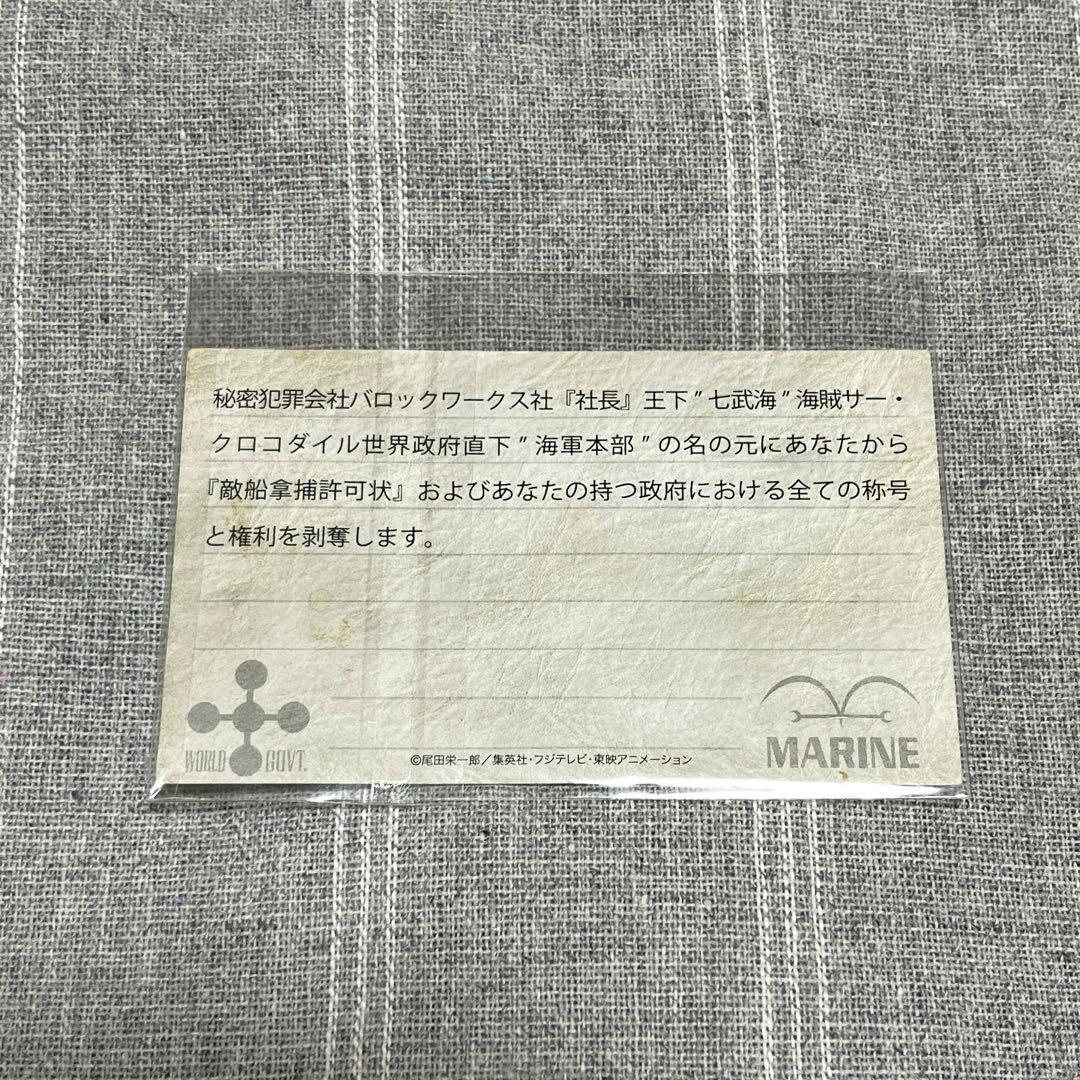 秘密犯罪会社バロックワークス社『社長』王下”七武海”海賊サー・
クロコダイル世界政府直下”海軍本部”の名の元にあなたから
『敵船拿捕許可状』およびあなたの持つ政府における全ての称号
と権利を剥奪します。
WORLD GOVT.
©尾田栄一郎／集英社・フジテレビ・東映アニメーション
MARINE